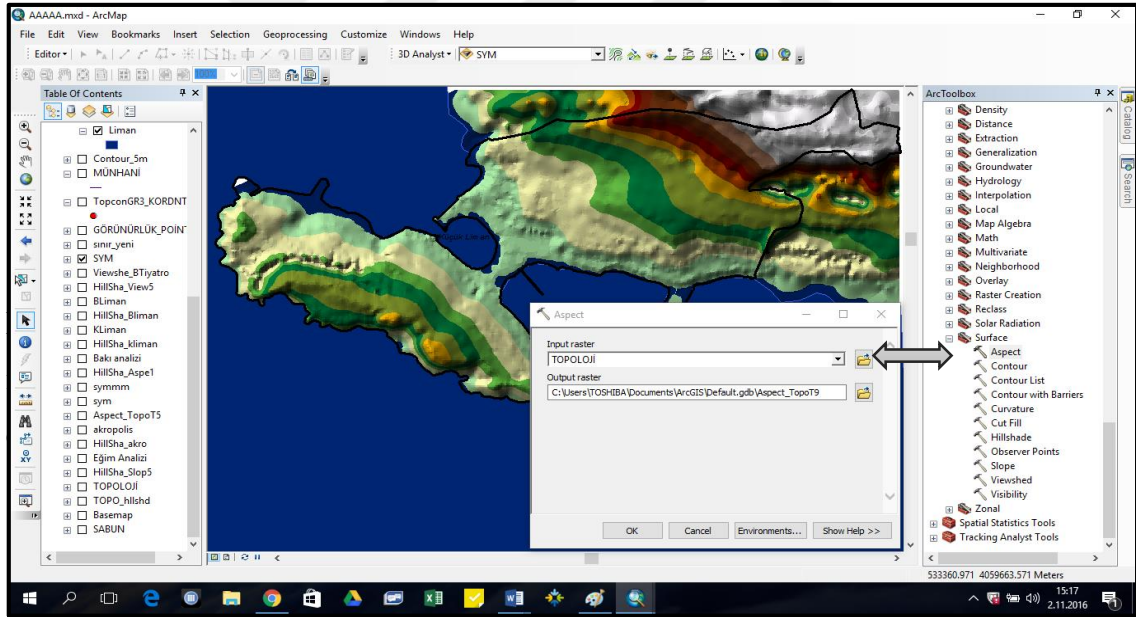 AAAAA.mxd - ArcMap
File Edit View Bookmarks Insert Selection Geoprocessing Customize Windows Help
Editor 3D Analyst SYM
Table Of Contents
Liman
Contour_5m
MÜNHANİ
TopconGR3_KORDNT
GÖRÜNÜRLÜK_POİN
sınır_yeni
SYM
Viewshe_BTiyatro
HillSha_View5
BLiman
HillSha_Bliman
KLiman
HillSha_kliman
Bakı analizi
HillSha_Aspe1
symmm
sym
Aspect_TopoT5
akropolis
HillSha_akro
Eğim Analizi
HillSha_Slop5
TOPOLOJİ
TOPO_hllshd
Basemap
SABUN
Liman
Aspect
Input raster
TOPOLOJİ
Output raster
C:\Users\TOSHIBA\Documents\ArcGIS\Default.gdb\Aspect_TopoT9
OK Cancel Environments... Show Help >>
ArcToolbox
Density
Distance
Extraction
Generalization
Groundwater
Hydrology
Interpolation
Local
Map Algebra
Math
Multivariate
Neighborhood
Overlay
Raster Creation
Reclass
Solar Radiation
Surface
Aspect
Contour
Contour List
Contour with Barriers
Curvature
Cut Fill
Hillshade
Observer Points
Slope
Viewshed
Visibility
Zonal
Spatial Statistics Tools
Tracking Analyst Tools
Catalog
Search
533360.971 4059663.571 Meters
15:17
2.11.2016